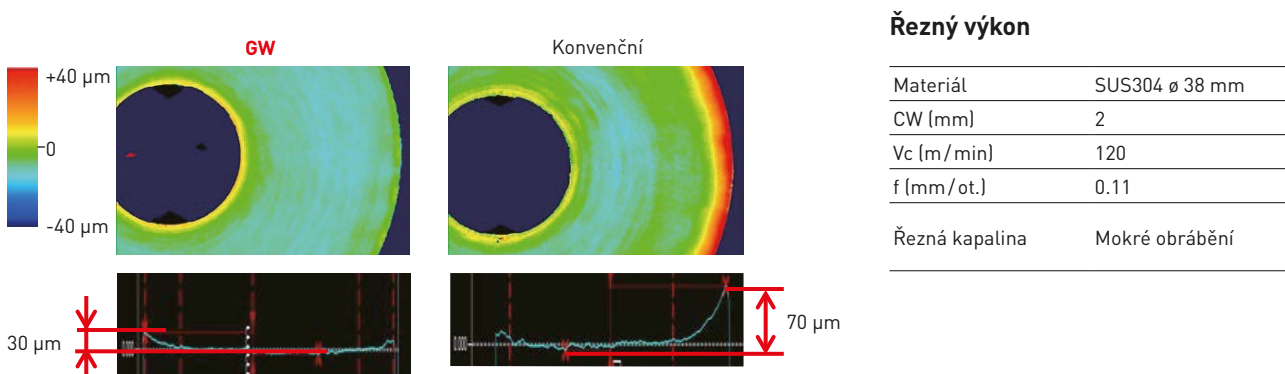 GW
Konvenční
+40 µm
0
-40 µm
30 µm
70 µm
Řezný výkon
Materiál SUS304 ø 38 mm
CW (mm) 2
Vc (m/min) 120
f (mm/ot.) 0.11
Řezná kapalina Mokré obrábění